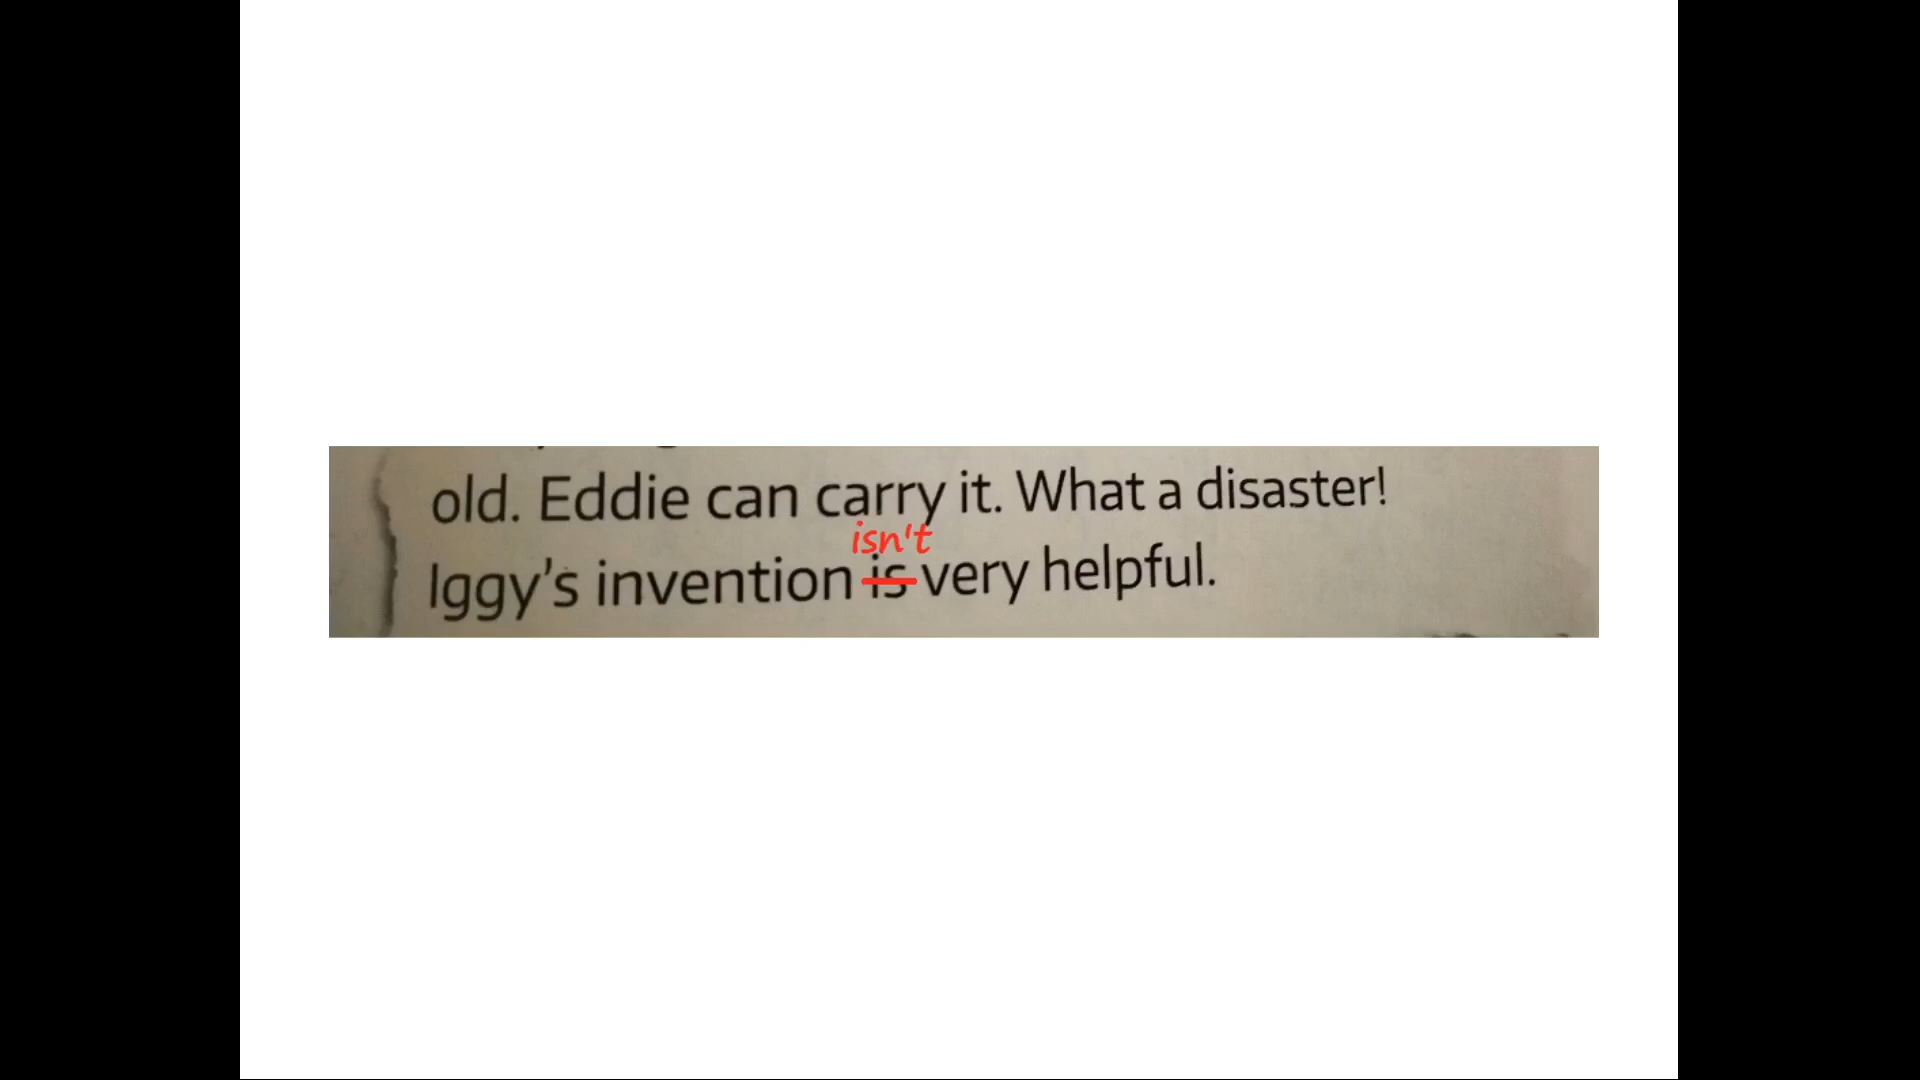 old. Eddie can carry it. What a disaster!
isn't
Iggy's invention is very helpful.